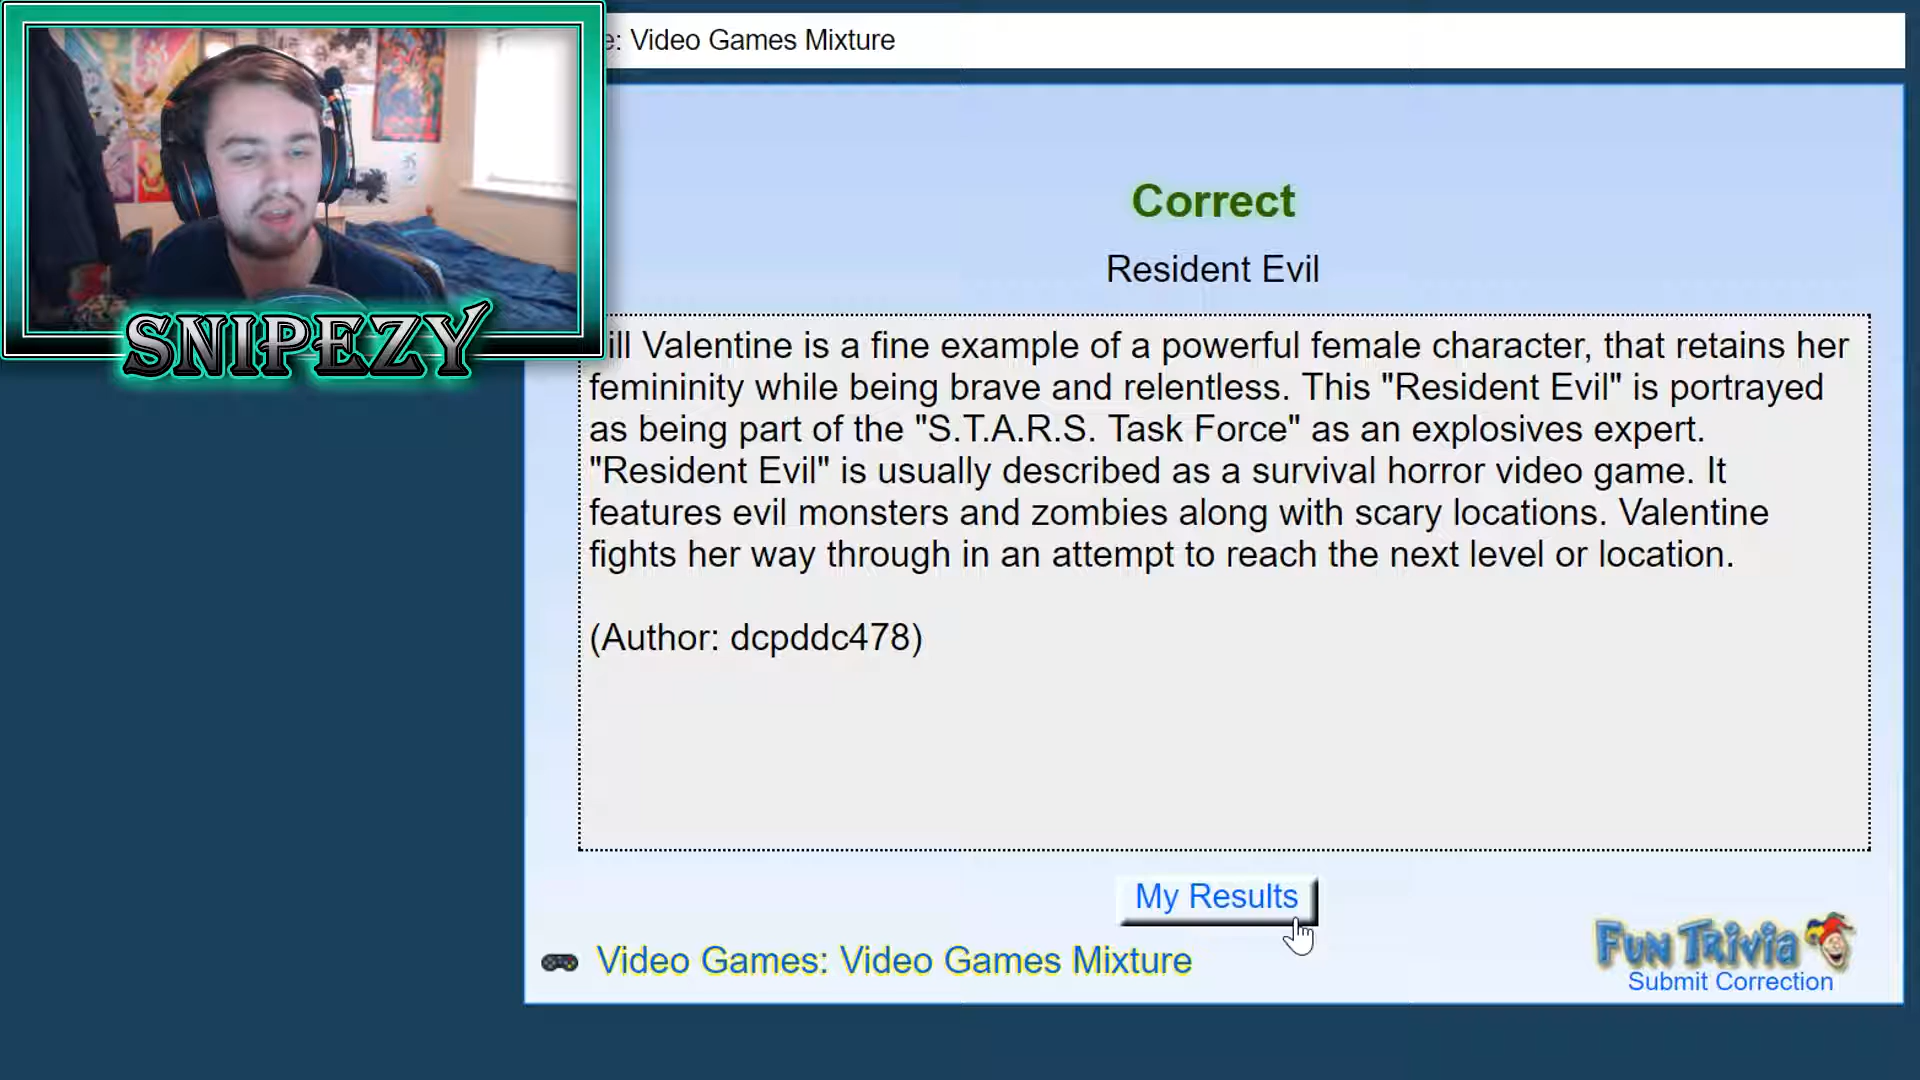 e: Video Games Mixture
SNIPEZY
Correct
Resident Evil
ill Valentine is a fine example of a powerful female character, that retains her
femininity while being brave and relentless. This "Resident Evil" is portrayed
as being part of the "S.T.A.R.S. Task Force" as an explosives expert.
"Resident Evil" is usually described as a survival horror video game. It
features evil monsters and zombies along with scary locations. Valentine
fights her way through in an attempt to reach the next level or location.
(Author: dcpddc478)
My Results
Video Games: Video Games Mixture
Fun Trivia
Submit Correction